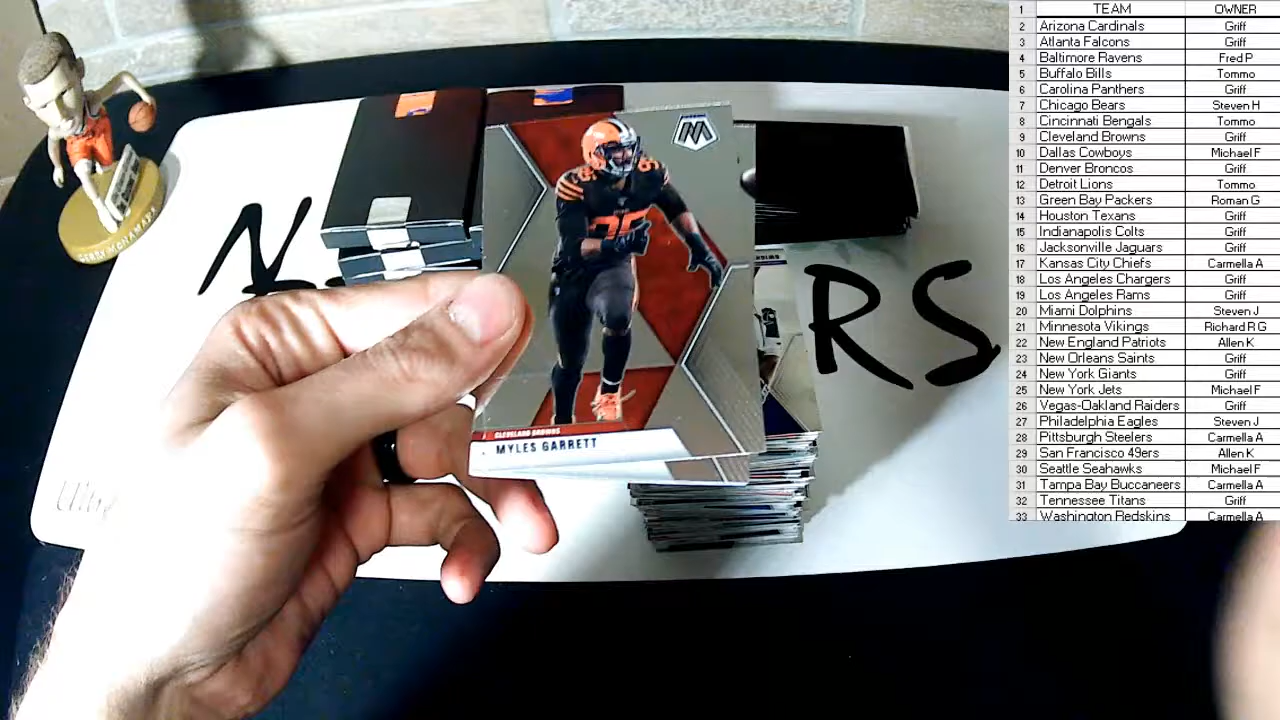 1 TEAM OWNER
2 Arizona Cardinals Griff
3 Atlanta Falcons Griff
4 Baltimore Ravens Fred P
5 Buffalo Bills Tommo
6 Carolina Panthers Griff
7 Chicago Bears Steven H
8 Cincinnati Bengals Tommo
9 Cleveland Browns Griff
10 Dallas Cowboys Michael F
11 Denver Broncos Griff
12 Detroit Lions Tommo
13 Green Bay Packers Roman G
14 Houston Texans Griff
15 Indianapolis Colts Griff
16 Jacksonville Jaguars Griff
17 Kansas City Chiefs Carmella A
18 Los Angeles Chargers Griff
19 Los Angeles Rams Griff
20 Miami Dolphins Steven J
21 Minnesota Vikings Richard R G
22 New England Patriots Allen K
23 New Orleans Saints Griff
24 New York Giants Griff
25 New York Jets Michael F
26 Vegas-Oakland Raiders Griff
27 Philadelphia Eagles Steven J
28 Pittsburgh Steelers Carmella A
29 San Francisco 49ers Allen K
30 Seattle Seahawks Michael F
31 Tampa Bay Buccaneers Carmella A
32 Tennessee Titans Griff
33 Washington Redskins Carmella A
M
95
CLEVELAND BROWNS
MYLES GARRETT
RS
GERRY MCNAMARA